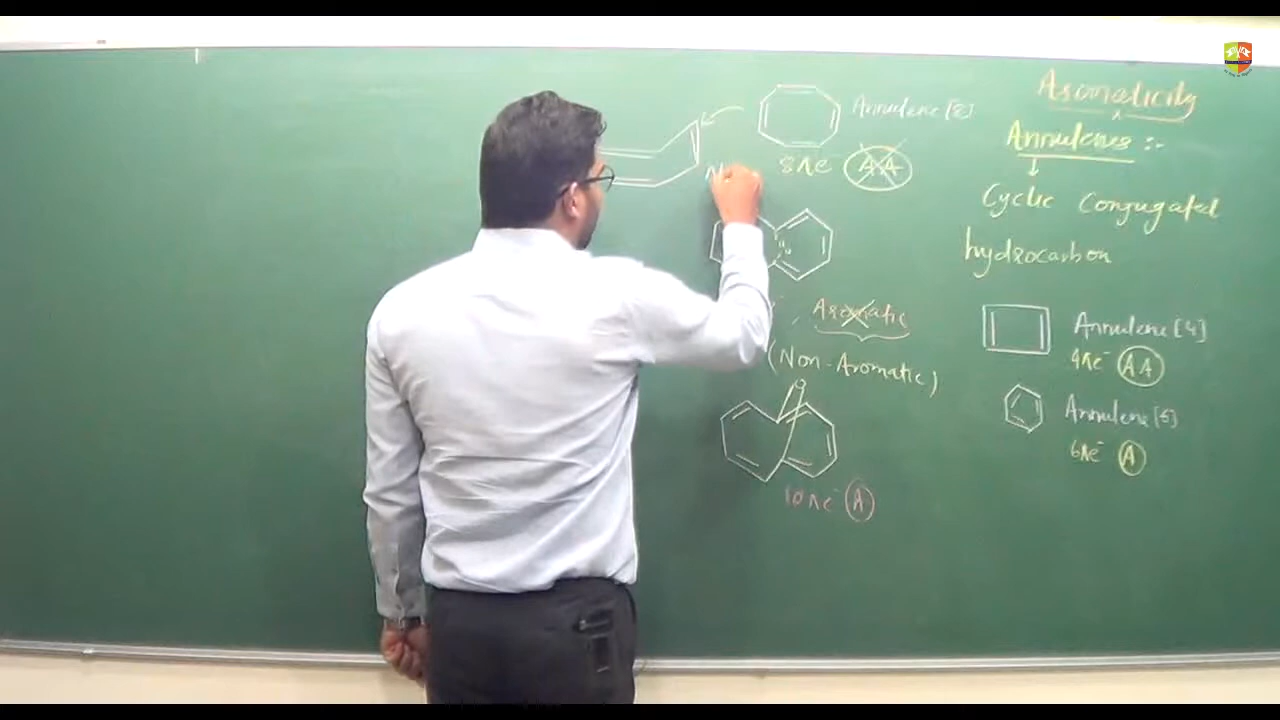 Aromaticity
Annulenes :-
Cyclic Conjugated
hydrocarbon
Annulene [4]
4πe⁻ AA
Annulene [6]
6πe⁻ A
Annulene [8]
8πe⁻ AA
N
H
H
Aromatic
(Non-Aromatic)
O
10πe⁻ A